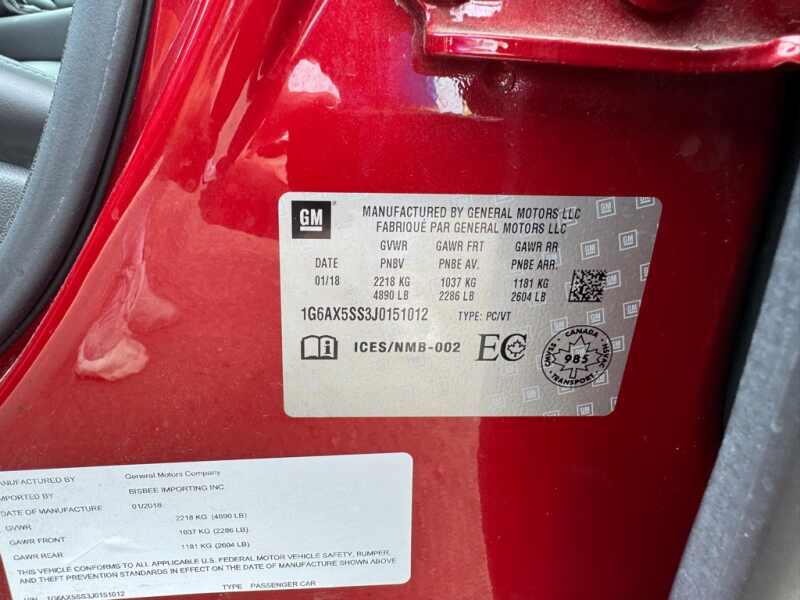 GM
MANUFACTURED BY GENERAL MOTORS LLC
FABRIQUÉ PAR GENERAL MOTORS LLC
GVWR GAWR FRT GAWR RR
DATE PNBV PNBE AV. PNBE ARR.
01/18 2218 KG 1037 KG 1181 KG
4890 LB 2286 LB 2604 LB
1G6AX5SS3J0151012 TYPE: PC/VT
ICES/NMB-002 EC
CANADA
985
TRANSPORT
CMVSS
NSVAC
MANUFACTURED BY General Motors Company
IMPORTED BY BISBEE IMPORTING INC
DATE OF MANUFACTURE 01/2018
GVWR 2218 KG (4890 LB)
GAWR FRONT 1037 KG (2286 LB)
GAWR REAR 1181 KG (2604 LB)
THIS VEHICLE CONFORMS TO ALL APPLICABLE U.S. FEDERAL MOTOR VEHICLE SAFETY, BUMPER,
AND THEFT PREVENTION STANDARDS IN EFFECT ON THE DATE OF MANUFACTURE SHOWN ABOVE
VIN 1G6AX5SS3J0151012 TYPE PASSENGER CAR